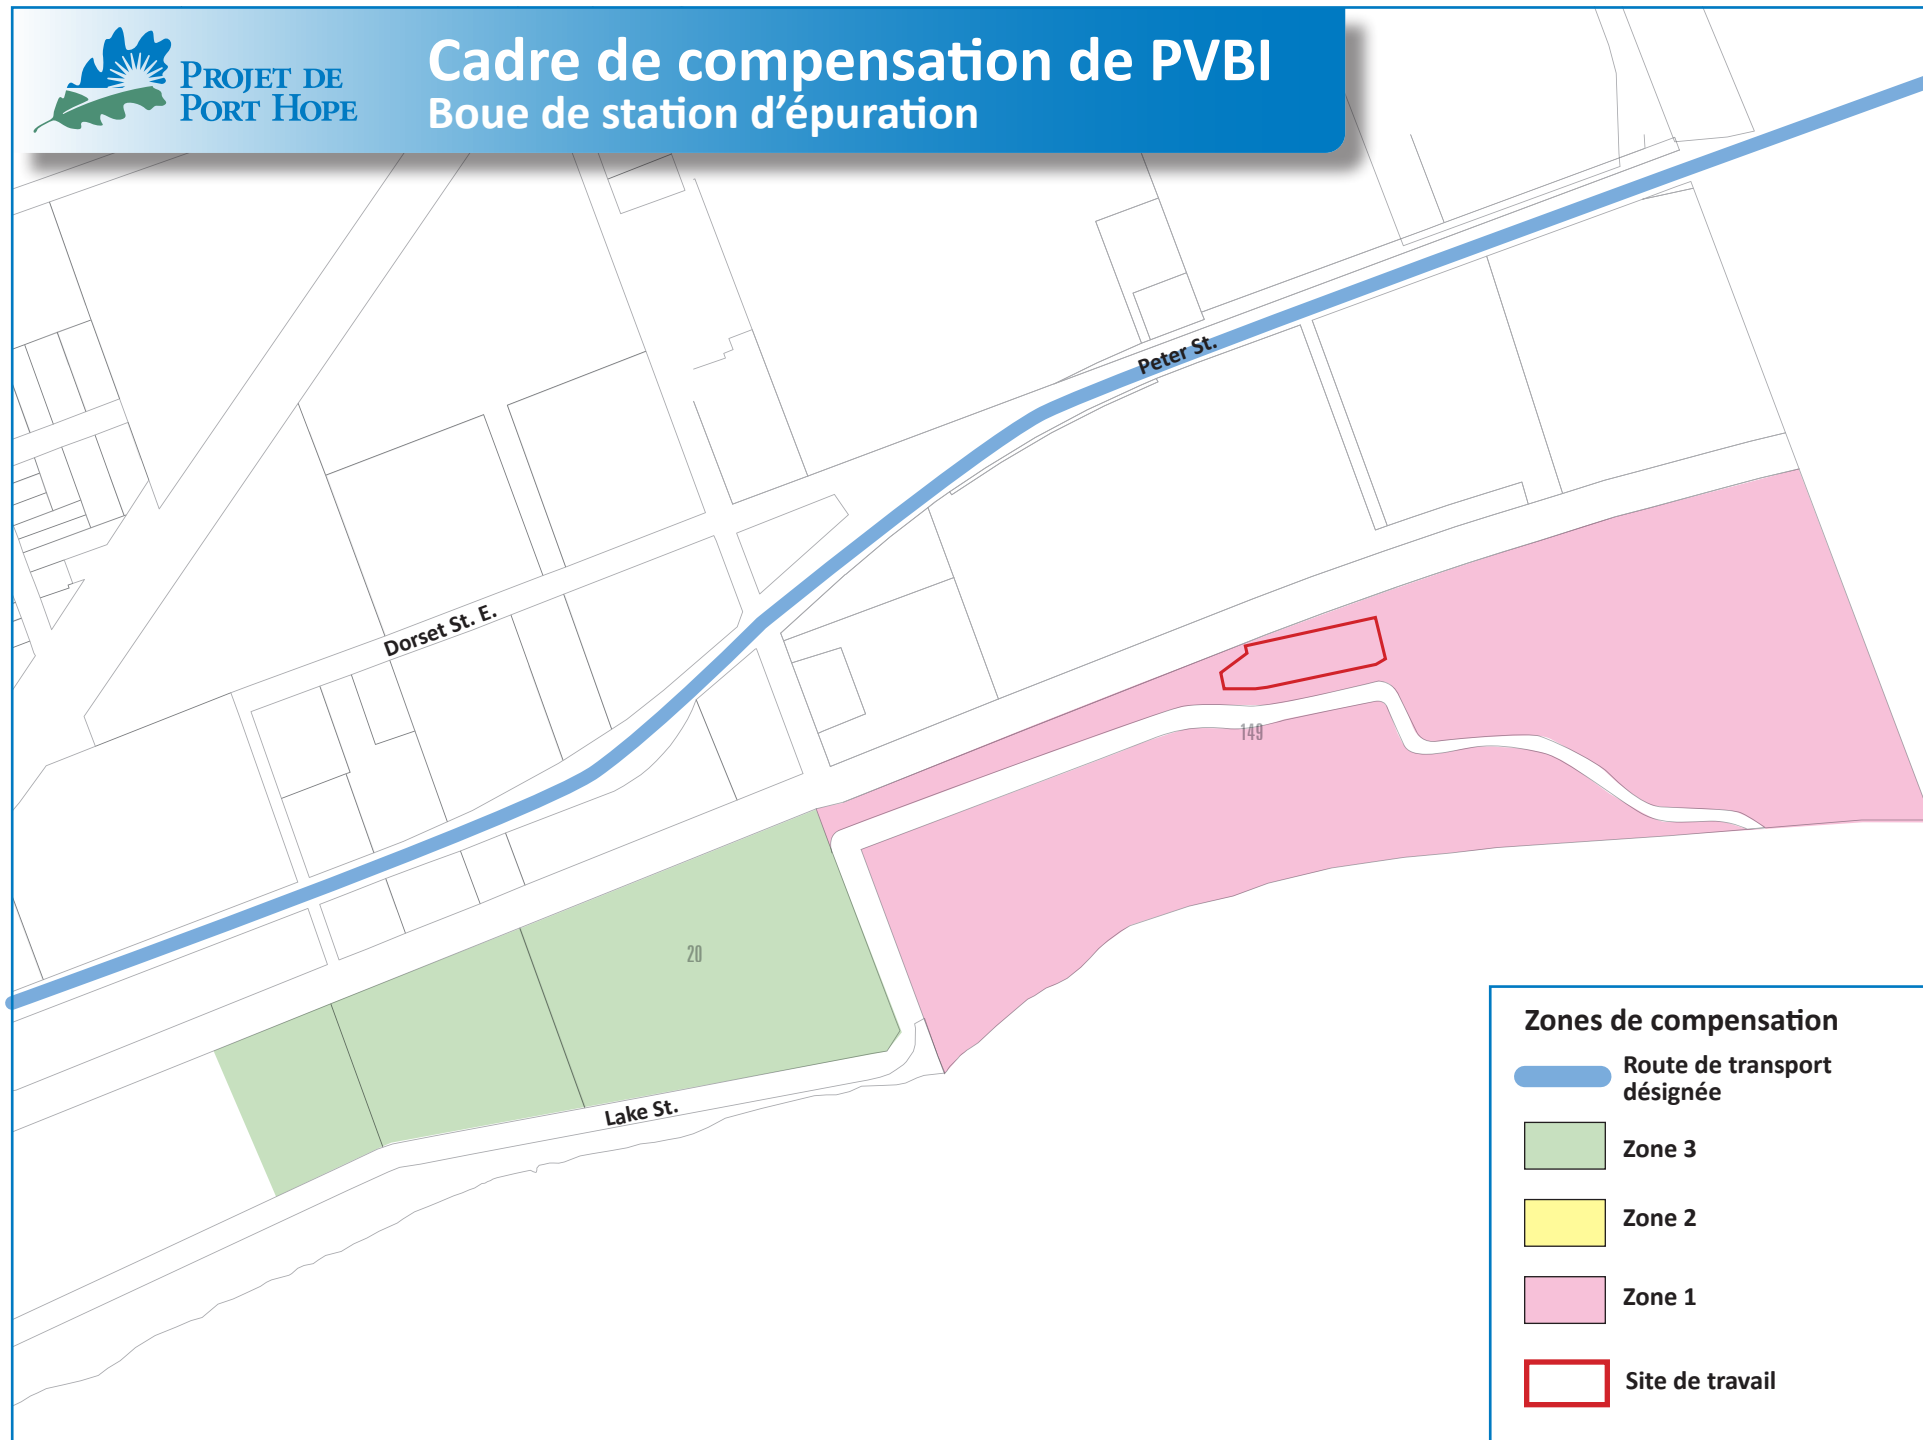 PROJET DE
PORT HOPE
Cadre de compensation de PVBI
Boue de station d'épuration
Peter St.
Dorset St. E.
149
20
Lake St.
Zones de compensation
Route de transport
désignée
Zone 3
Zone 2
Zone 1
Site de travail